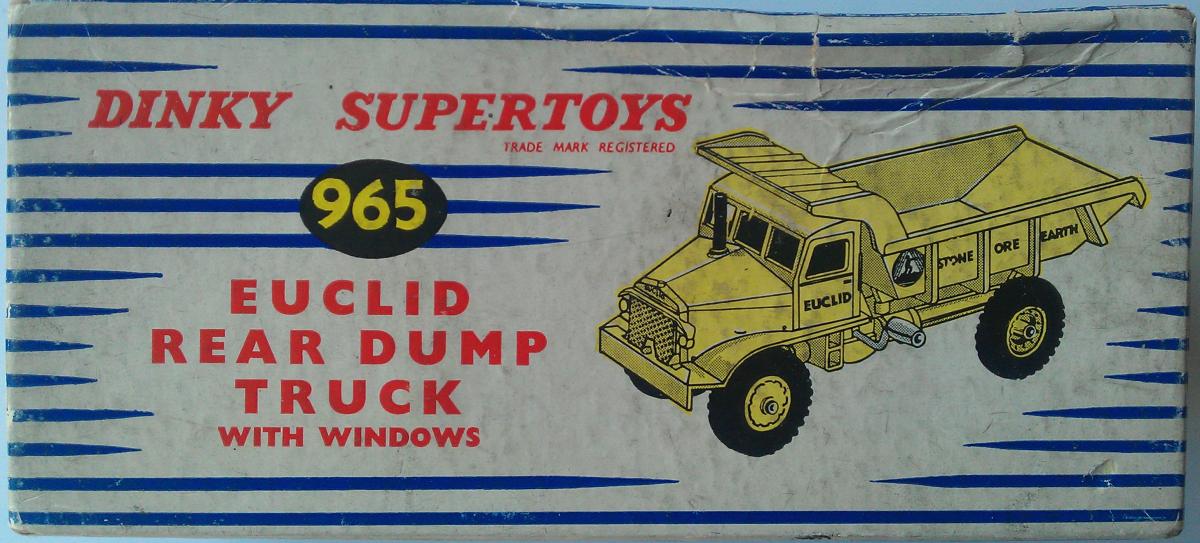 DINKY SUPERTOYS
TRADE MARK REGISTERED
965
EUCLID
REAR DUMP
TRUCK
WITH WINDOWS
EUCLID
STONE ORE EARTH